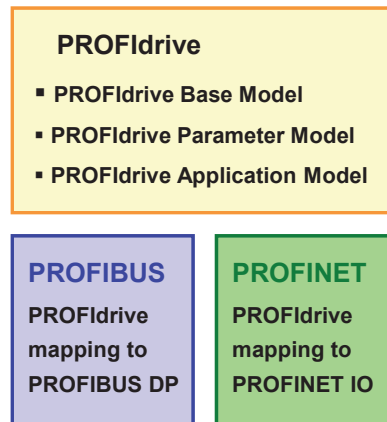 PROFIdrive
▪ PROFIdrive Base Model
▪ PROFIdrive Parameter Model
▪ PROFIdrive Application Model
PROFIBUS
PROFIdrive
mapping to
PROFIBUS DP
PROFINET
PROFIdrive
mapping to
PROFINET IO